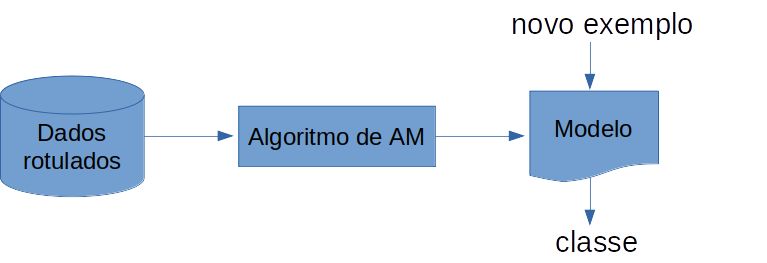 novo exemplo
Dados
rotulados
Algoritmo de AM
Modelo
classe